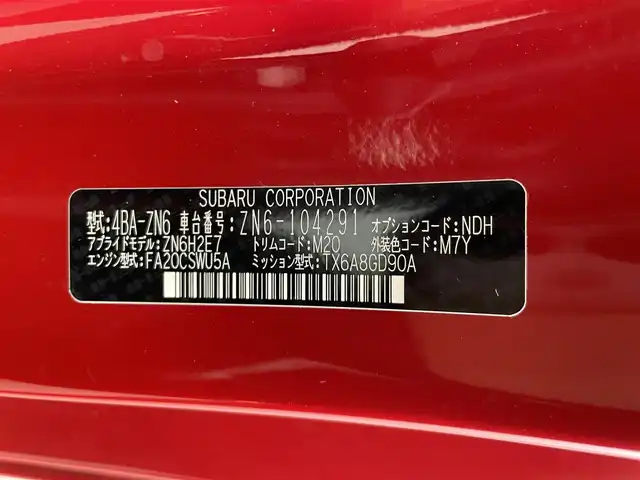 SUBARU CORPORATION
型式:4BA-ZN6 車台番号:ZN6-104291 オプションコード:NDH
アプライドモデル:ZN6H2E7 トリムコード:M20 外装色コード:M7Y
エンジン型式:FA20CSWU5A ミッション型式:TX6A8GD90A